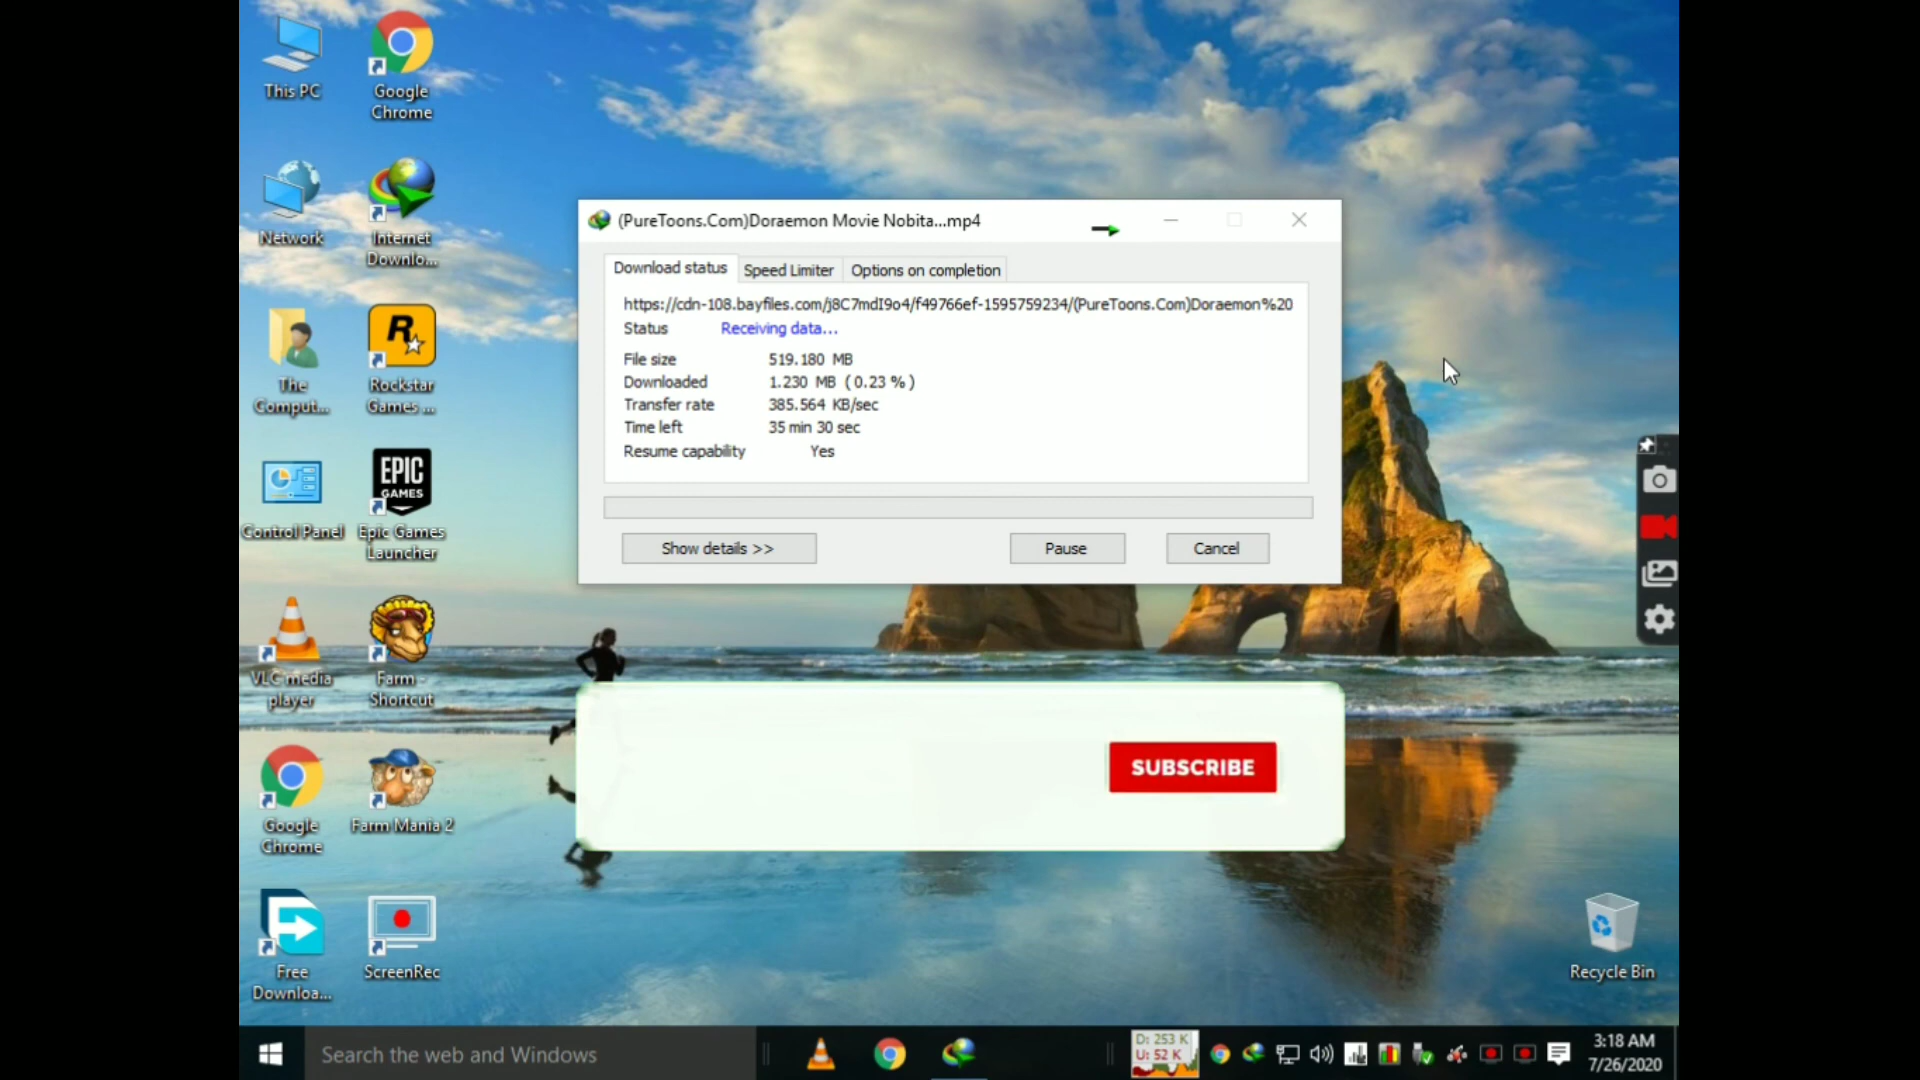 This PC
Google
Chrome
Network
Internet
Downlo...
The
Comput...
Rockstar
Games ...
Control Panel
EPIC
GAMES
Epic Games
Launcher
VLC media
player
Farm -
Shortcut
Google
Chrome
Farm Mania 2
Free
Downloa...
ScreenRec
(PureToons.Com)Doraemon Movie Nobita...mp4
Download status
Speed Limiter
Options on completion
https://cdn-108.bayfiles.com/j8C7mdI9o4/f49766ef-1595759234/(PureToons.Com)Doraemon%20
Status Receiving data...
File size 519.180 MB
Downloaded 1.230 MB ( 0.23 % )
Transfer rate 385.564 KB/sec
Time left 35 min 30 sec
Resume capability Yes
Show details >>
Pause
Cancel
SUBSCRIBE
Recycle Bin
Search the web and Windows
D: 253 K
U: 52 K
3:18 AM
7/26/2020